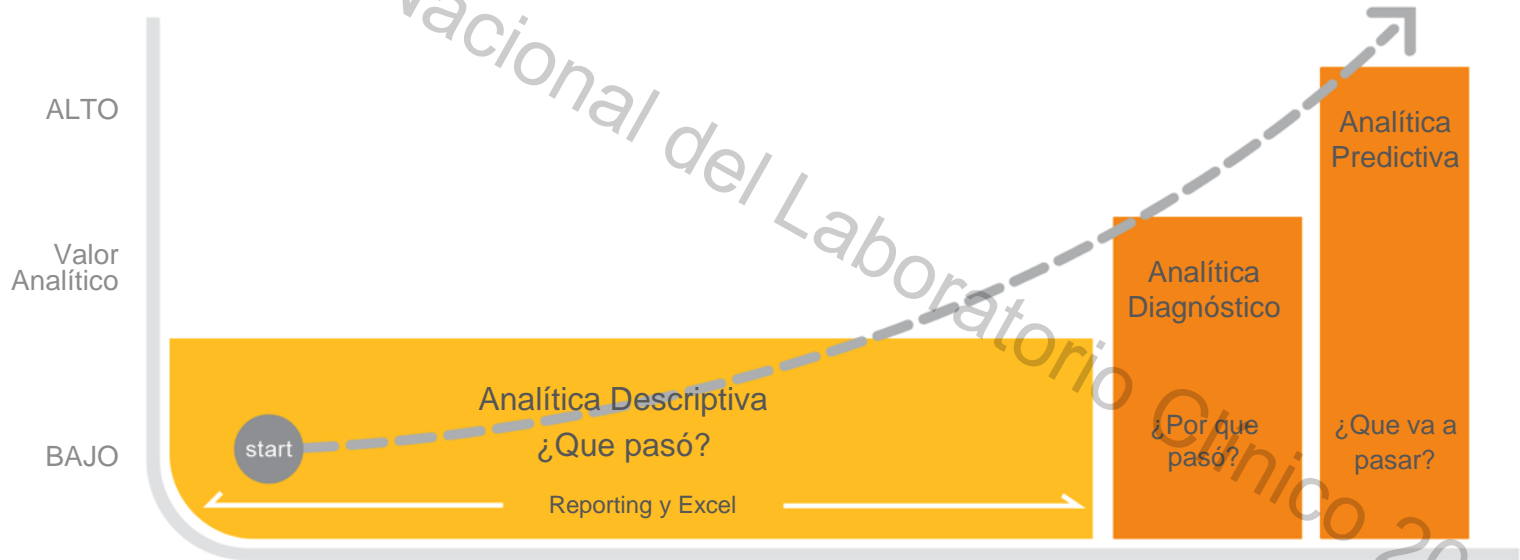 Nacional del Laboratorio Clínico 20
ALTO
Valor
Analítico
BAJO
start
Analítica Descriptiva
¿Que pasó?
Reporting y Excel
Analítica
Diagnóstico
¿Por que
pasó?
Analítica
Predictiva
¿Que va a
pasar?